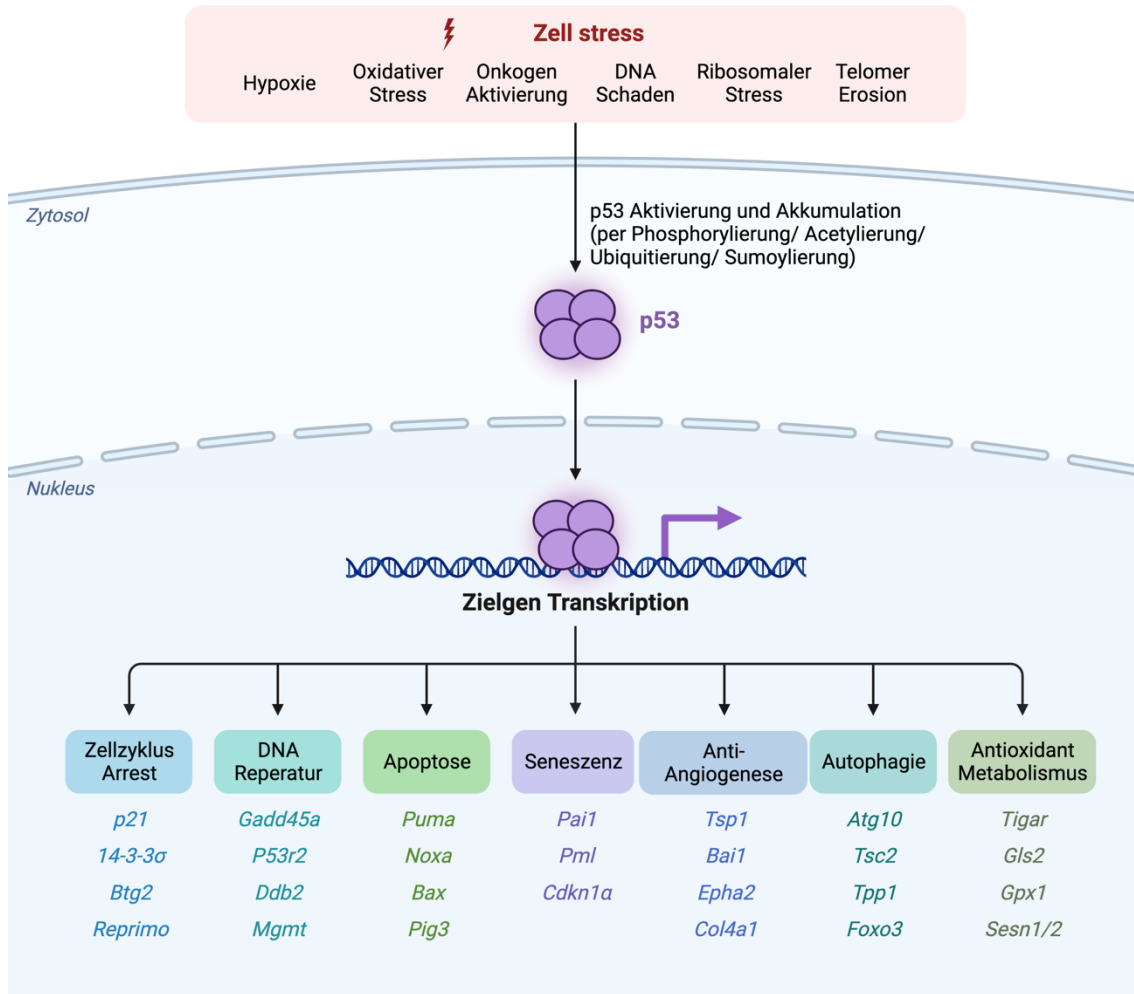 Zell stress
Hypoxie
Oxidativer
Stress
Onkogen
Aktivierung
DNA
Schaden
Ribosomaler
Stress
Telomer
Erosion
Zytosol
p53 Aktivierung und Akkumulation
(per Phosphorylierung/ Acetylierung/
Ubiquitierung/ Sumoylierung)
p53
Nukleus
Zielgen Transkription
Zellzyklus
Arrest
p21
14-3-3σ
Btg2
Reprimo
DNA
Reperatur
Gadd45a
P53r2
Ddb2
Mgmt
Apoptose
Puma
Noxa
Bax
Pig3
Seneszenz
Pai1
Pml
Cdkn1α
Anti-
Angiogenese
Tsp1
Bai1
Epha2
Col4a1
Autophagie
Atg10
Tsc2
Tpp1
Foxo3
Antioxidant
Metabolismus
Tigar
Gls2
Gpx1
Sesn1/2